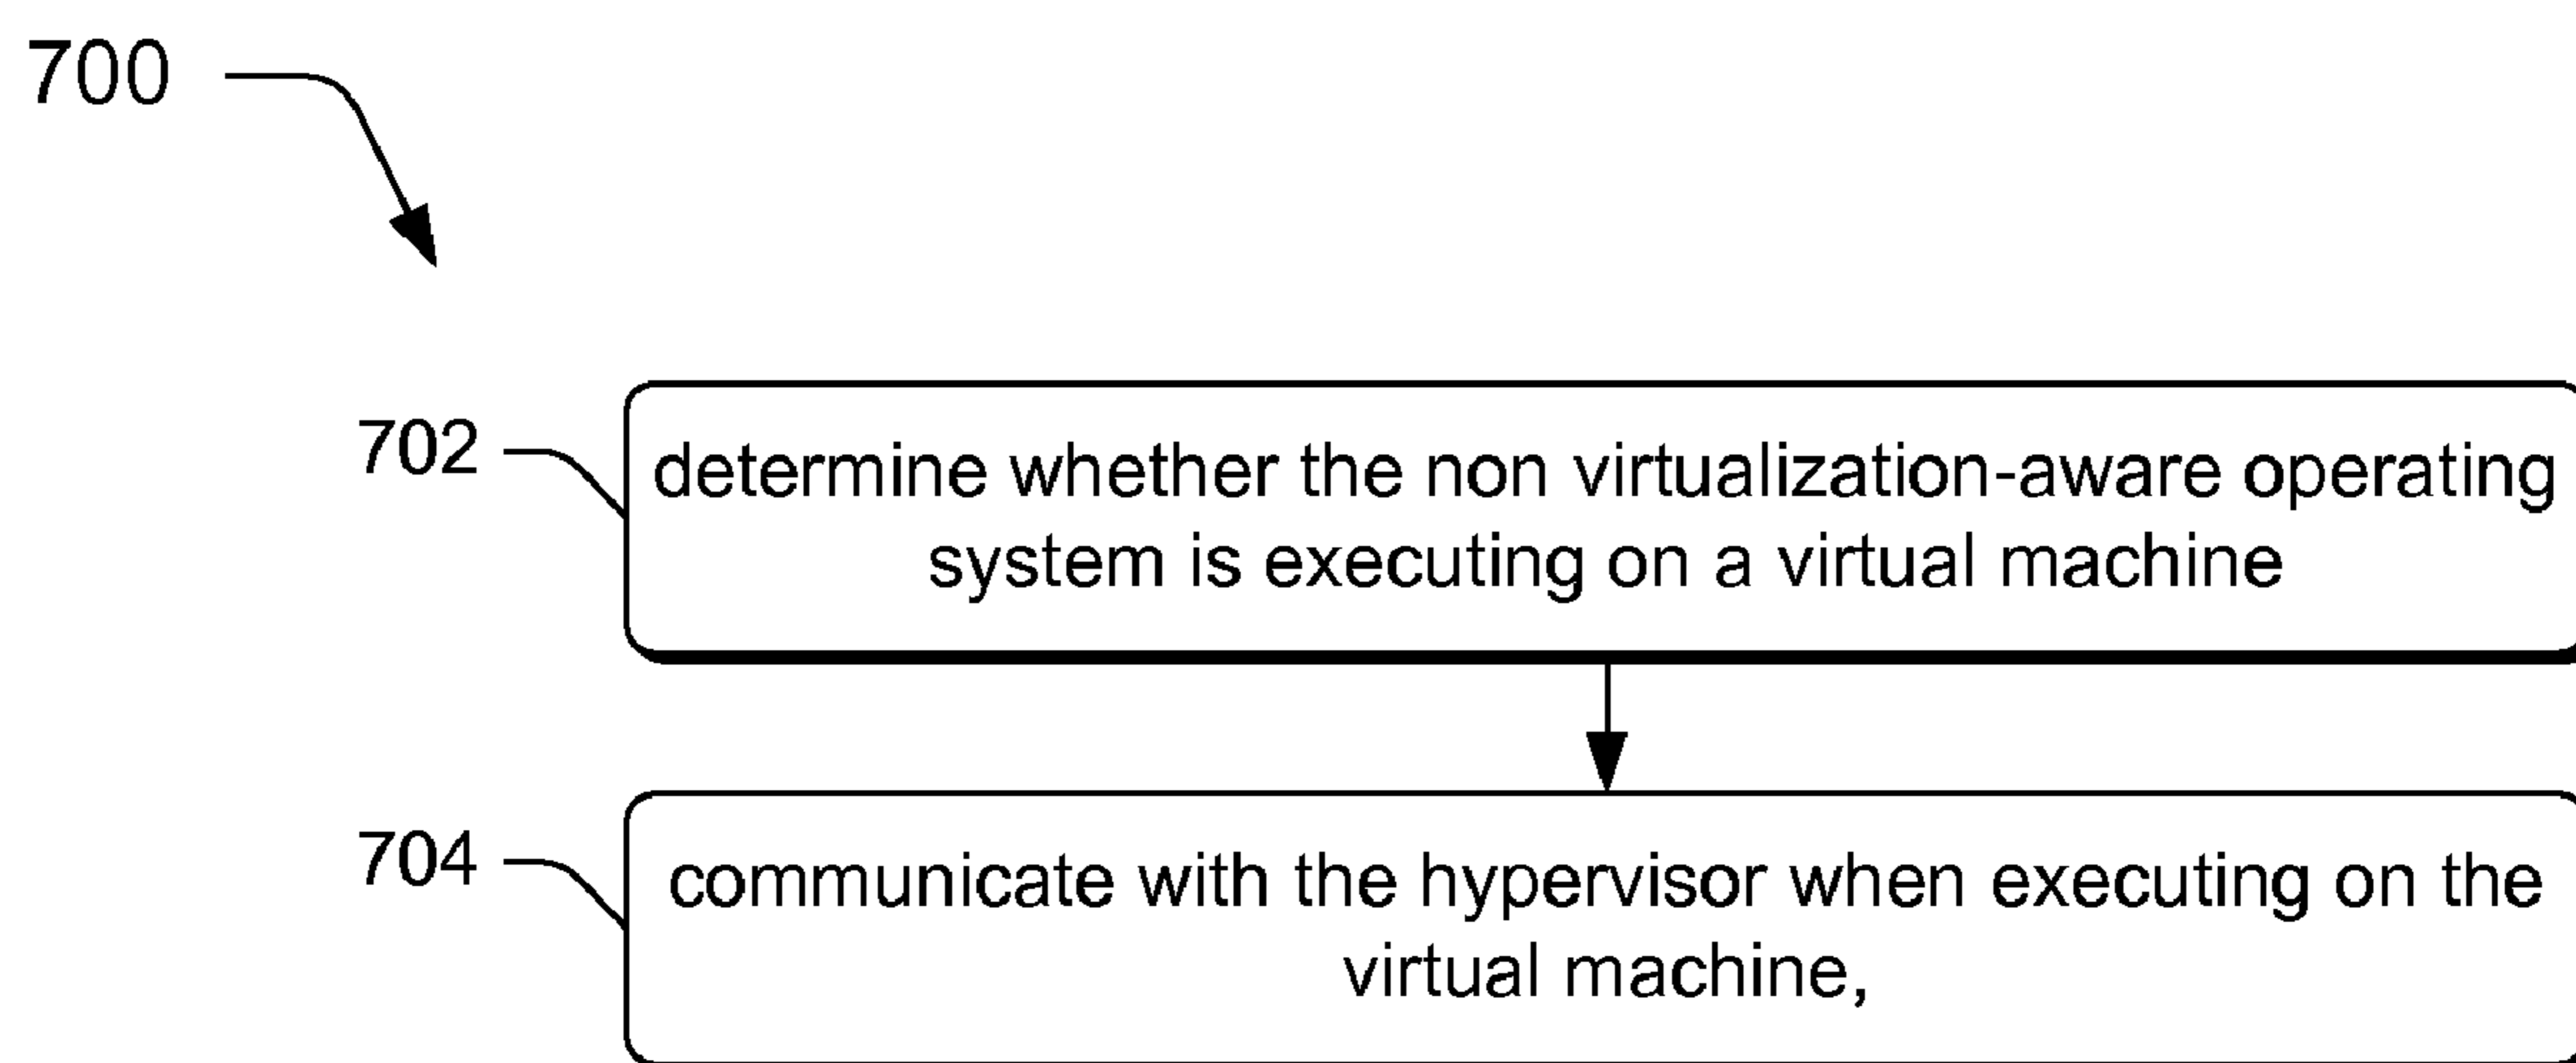 700
702
determine whether the non virtualization-aware operating
system is executing on a virtual machine
704
communicate with the hypervisor when executing on the
virtual machine,